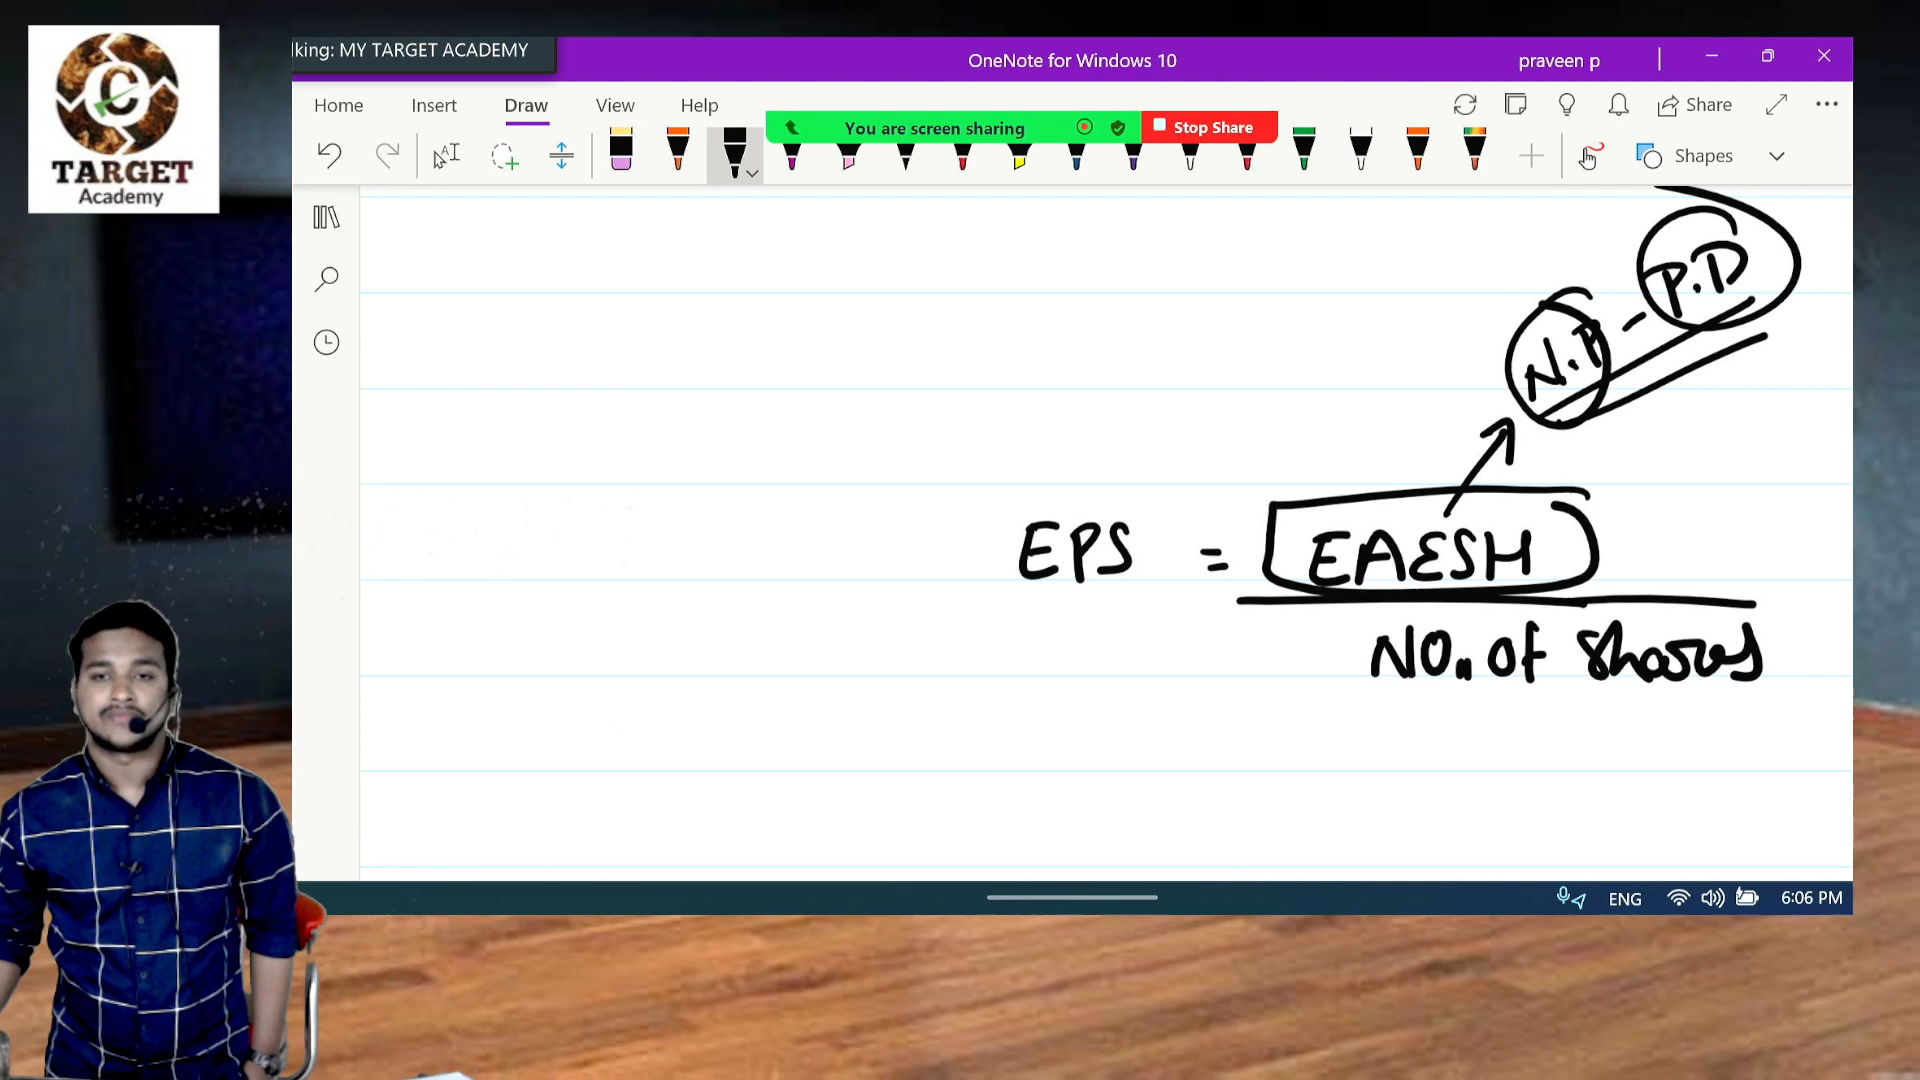 C
TARGET
Academy
lking: MY TARGET ACADEMY
OneNote for Windows 10
praveen p
Home Insert Draw View Help
You are screen sharing
Stop Share
Share
Shapes
N.P - P.D
EPS = EAESH
NO. of Shares
ENG
6:06 PM